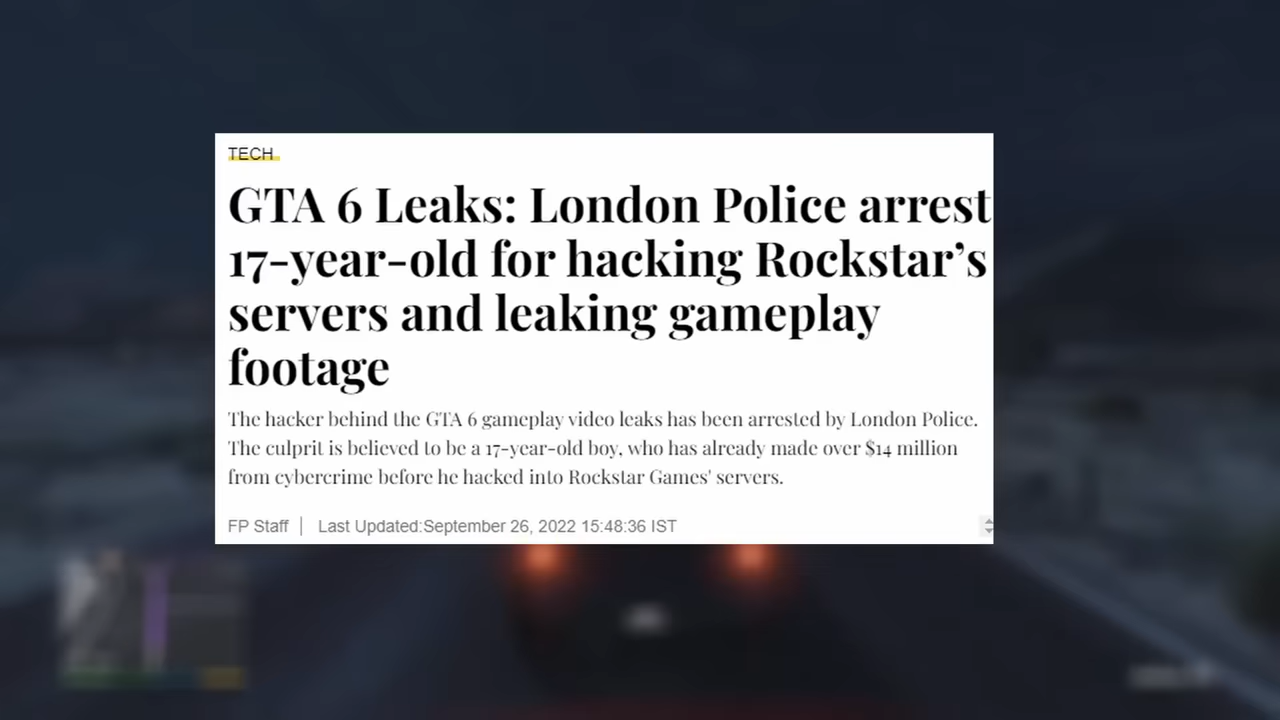 TECH
GTA 6 Leaks: London Police arrest
17-year-old for hacking Rockstar’s
servers and leaking gameplay
footage
The hacker behind the GTA 6 gameplay video leaks has been arrested by London Police.
The culprit is believed to be a 17-year-old boy, who has already made over $14 million
from cybercrime before he hacked into Rockstar Games' servers.
FP Staff | Last Updated:September 26, 2022 15:48:36 IST